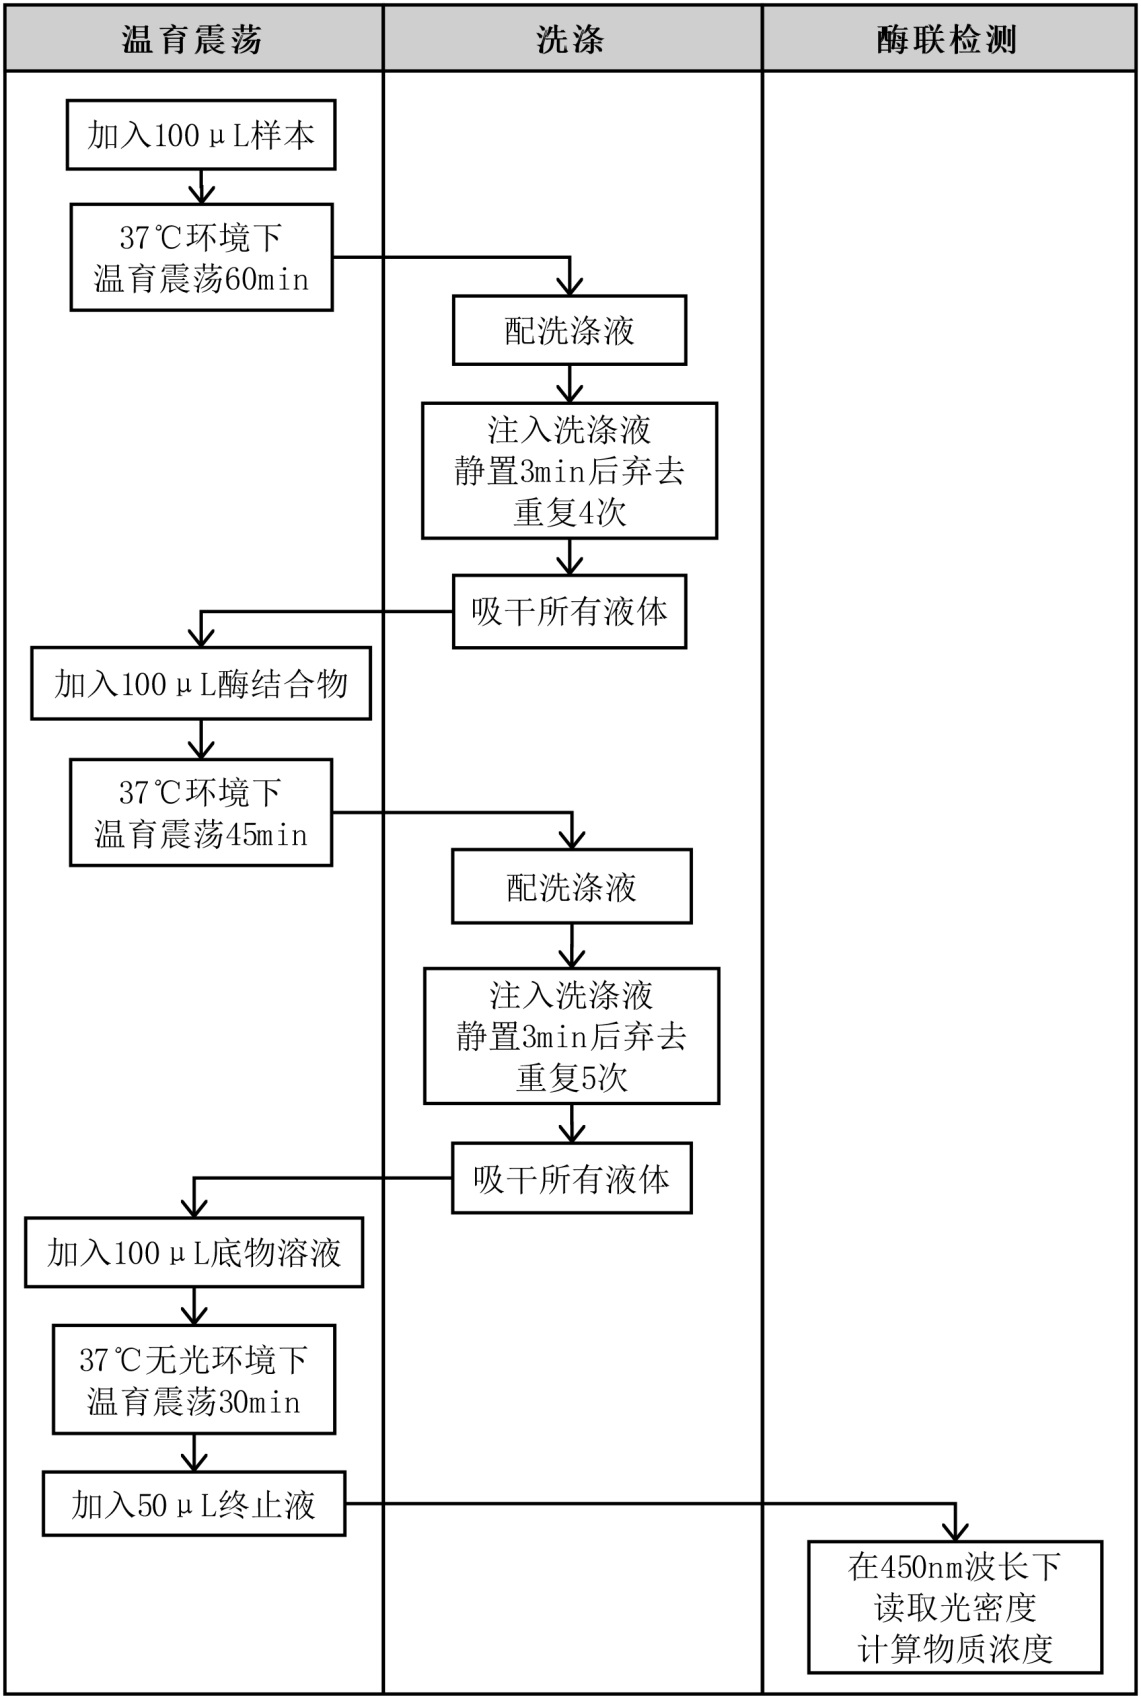 温育震荡
洗涤
酶联检测
加入100μL样本
37℃环境下
温育震荡60min
配洗涤液
注入洗涤液
静置3min后弃去
重复4次
吸干所有液体
加入100μL酶结合物
37℃环境下
温育震荡45min
配洗涤液
注入洗涤液
静置3min后弃去
重复5次
吸干所有液体
加入100μL底物溶液
37℃无光环境下
温育震荡30min
加入50μL终止液
在450nm波长下
读取光密度
计算物质浓度